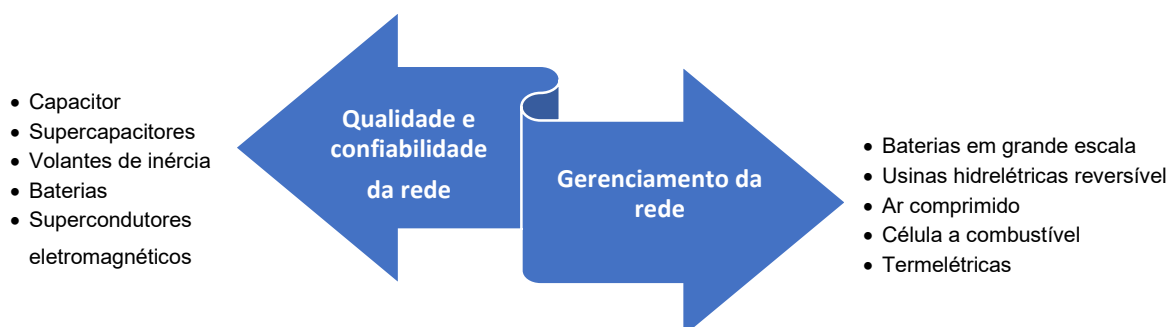 • Capacitor
• Supercapacitores
• Volantes de inércia
• Baterias
• Supercondutores
eletromagnéticos
Qualidade e
confiabilidade
da rede
Gerenciamento da
rede
• Baterias em grande escala
• Usinas hidrelétricas reversível
• Ar comprimido
• Célula a combustível
• Termelétricas